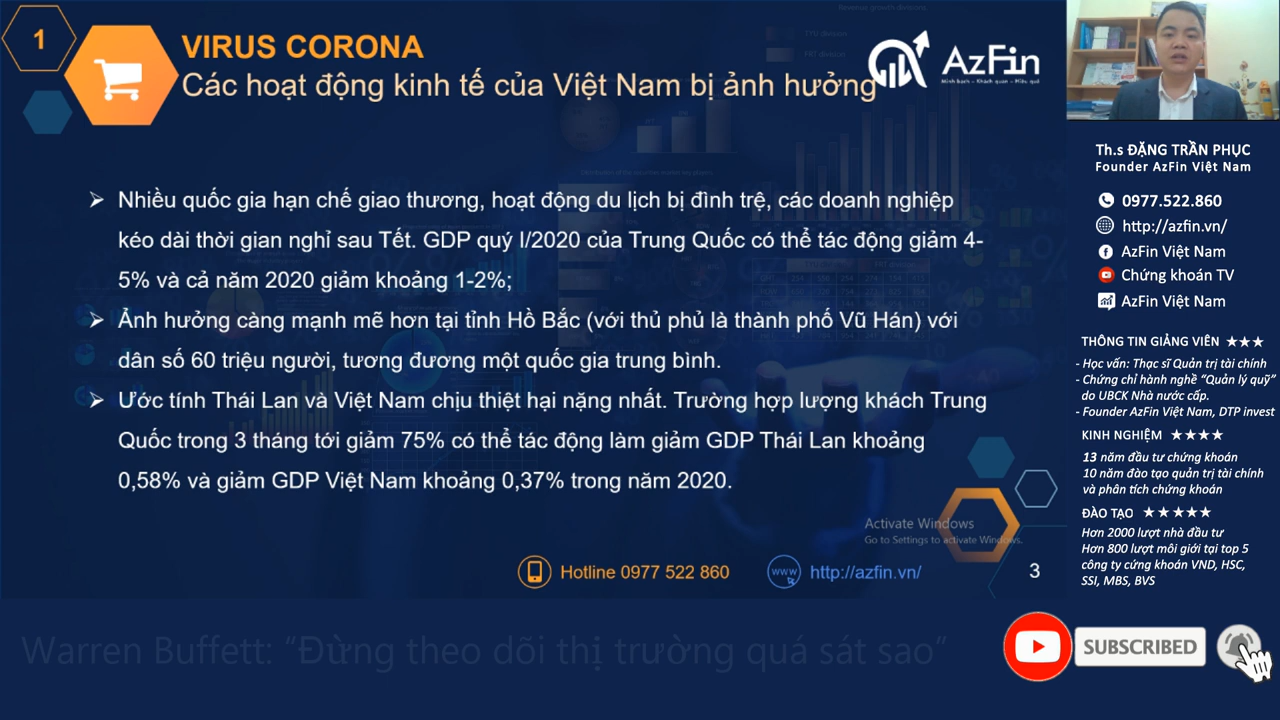 1
VIRUS CORONA
Các hoạt động kinh tế của Việt Nam bị ảnh hưởng
AzFin
Minh bạch - Khách quan - Hiệu quả
Nhiều quốc gia hạn chế giao thương, hoạt động du lịch bị đình trệ, các doanh nghiệp
kéo dài thời gian nghỉ sau Tết. GDP quý I/2020 của Trung Quốc có thể tác động giảm 4-
5% và cả năm 2020 giảm khoảng 1-2%;
Ảnh hưởng càng mạnh mẽ hơn tại tỉnh Hồ Bắc (với thủ phủ là thành phố Vũ Hán) với
dân số 60 triệu người, tương đương một quốc gia trung bình.
Ước tính Thái Lan và Việt Nam chịu thiệt hại nặng nhất. Trường hợp lượng khách Trung
Quốc trong 3 tháng tới giảm 75% có thể tác động làm giảm GDP Thái Lan khoảng
0,58% và giảm GDP Việt Nam khoảng 0,37% trong năm 2020.
Activate Windows
Go to Settings to activate Windows.
Hotline 0977 522 860
www
http://azfin.vn/
3
Th.s ĐẶNG TRẦN PHỤC
Founder AzFin Việt Nam
0977.522.860
http://azfin.vn/
AzFin Việt Nam
Chứng khoán TV
AzFin Việt Nam
THÔNG TIN GIẢNG VIÊN ★★★
- Học vấn: Thạc sĩ Quản trị tài chính
- Chứng chỉ hành nghề “Quản lý quỹ”
do UBCK Nhà nước cấp.
- Founder AzFin Việt Nam, DTP invest
KINH NGHIỆM ★★★★
13 năm đầu tư chứng khoán
10 năm đào tạo quản trị tài chính
và phân tích chứng khoán
ĐÀO TẠO ★★★★★
Hơn 2000 lượt nhà đầu tư
Hơn 800 lượt môi giới tại top 5
công ty cứng khoán VND, HSC,
SSI, MBS, BVS
Warren Buffett: “Đừng theo dõi thị trường quá sát sao”
SUBSCRIBED